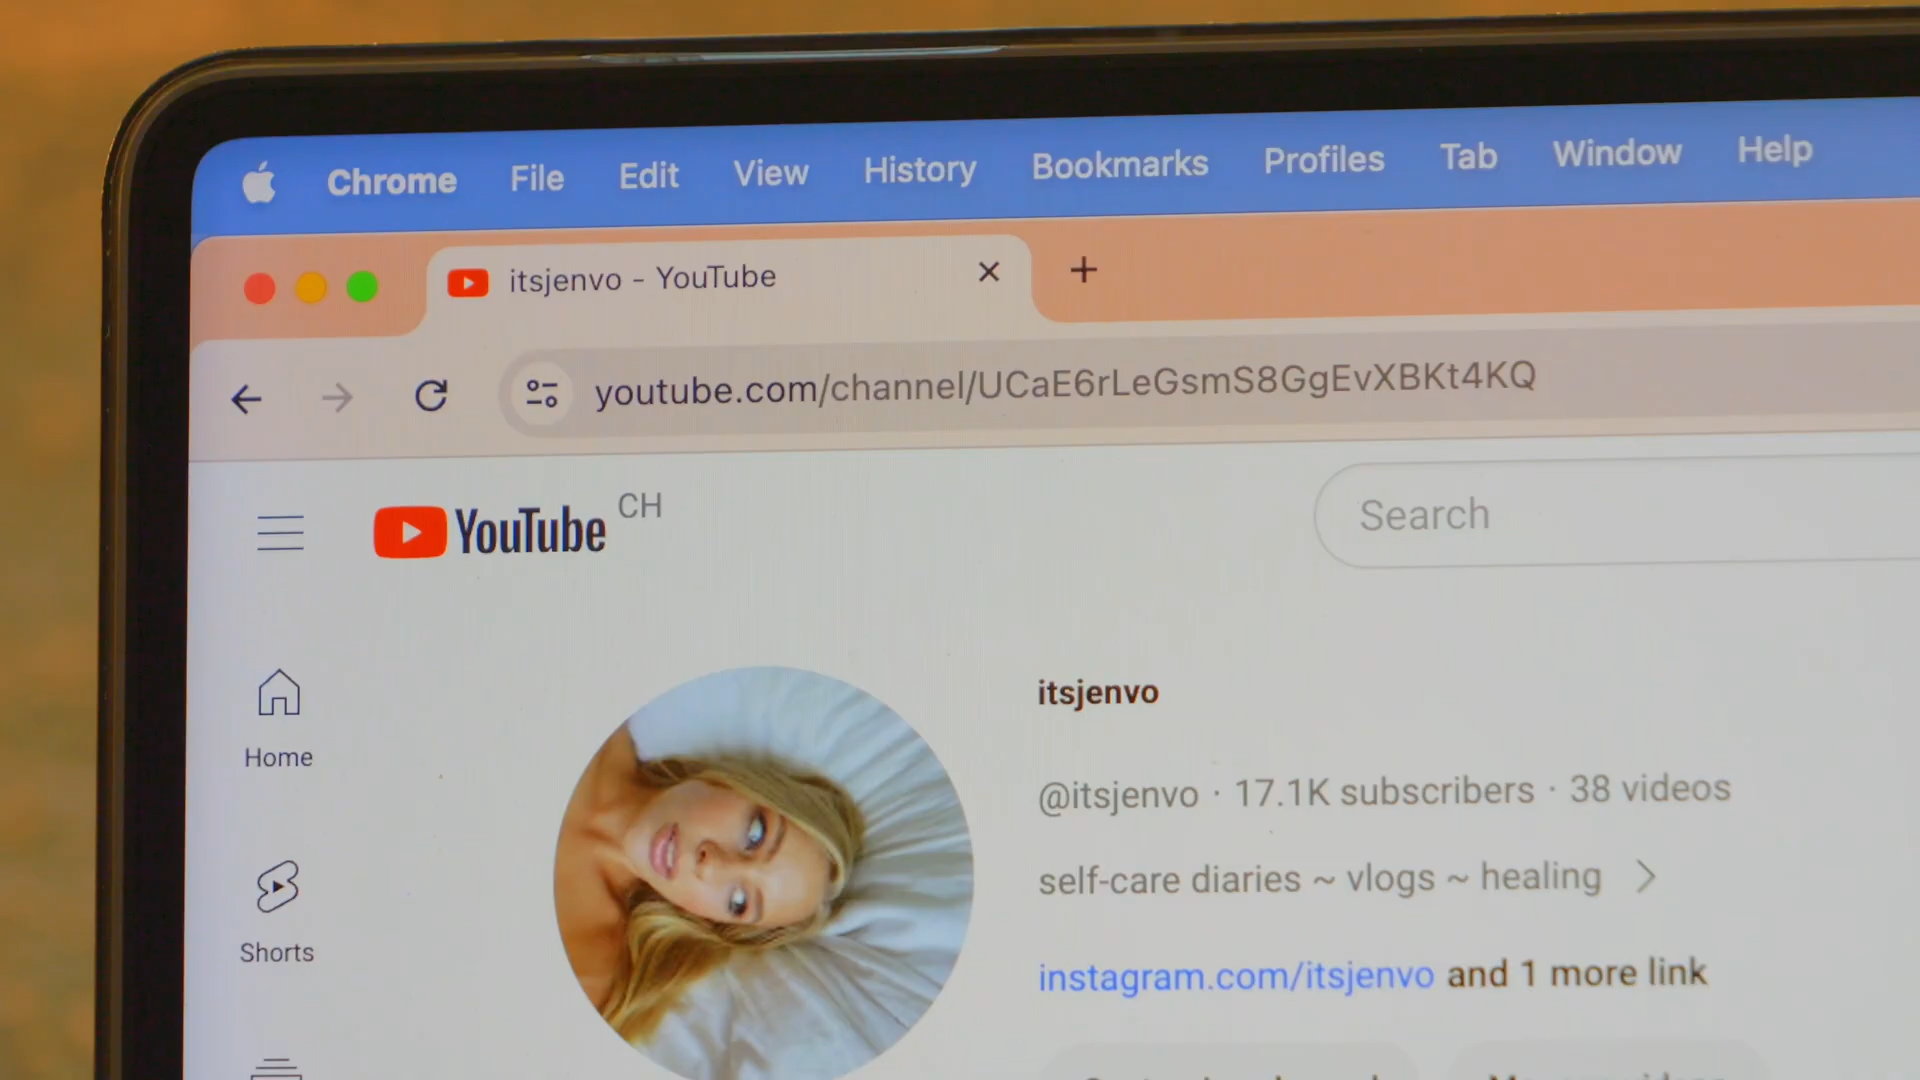 Chrome File Edit View History Bookmarks Profiles Tab Window Help
itsjenvo - YouTube
youtube.com/channel/UCaE6rLeGsmS8GgEvXBKt4KQ
YouTube CH
Search
Home
Shorts
itsjenvo
@itsjenvo · 17.1K subscribers · 38 videos
self-care diaries ~ vlogs ~ healing
instagram.com/itsjenvo and 1 more link